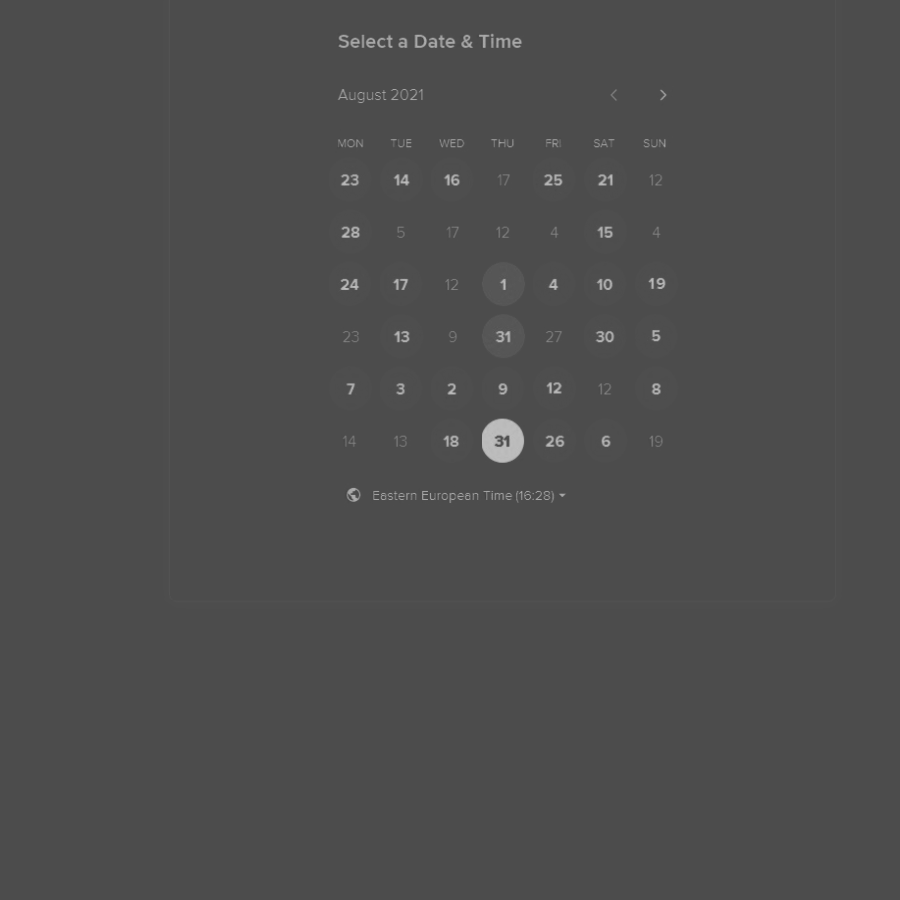 Select a Date & Time
August 2021
MON TUE WED THU FRI SAT SUN
23 14 16 17 25 21 12
28 5 17 12 4 15 4
24 17 12 1 4 10 19
23 13 9 31 27 30 5
7 3 2 9 12 12 8
14 13 18 31 26 6 19
Eastern European Time (16:28)